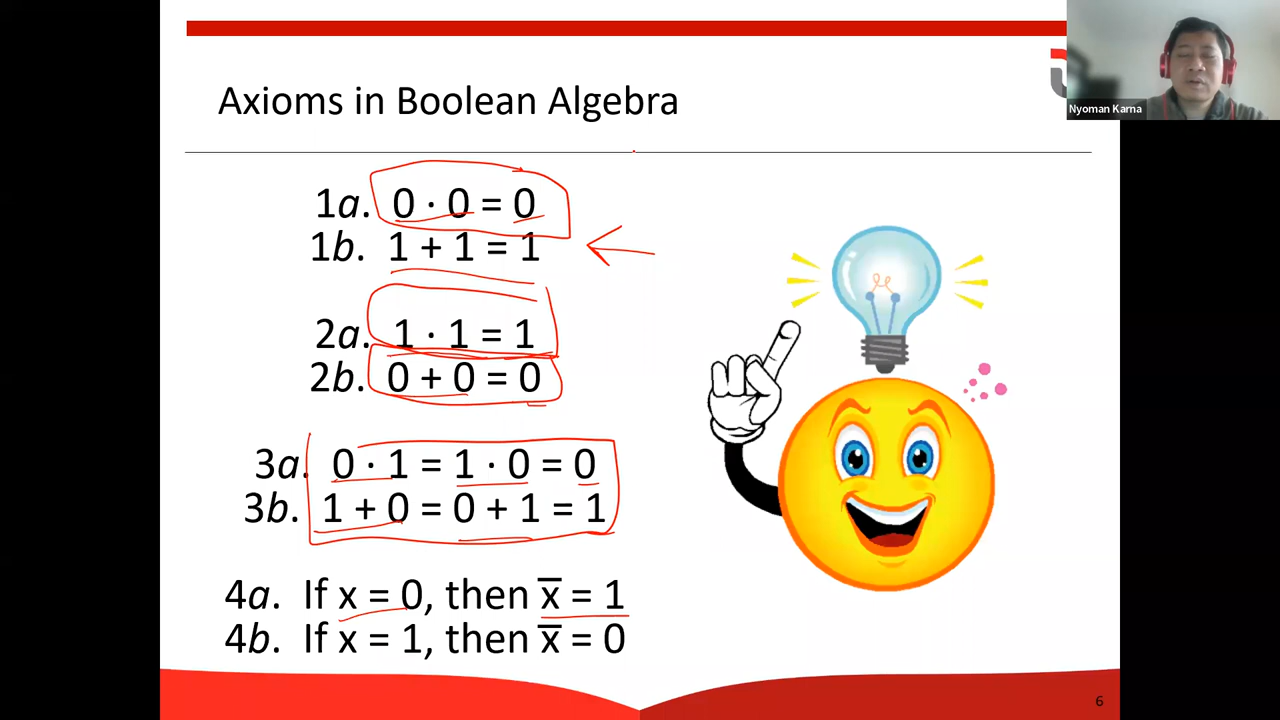 Axioms in Boolean Algebra
Nyoman Karna
1a. 0 · 0 = 0
1b. 1 + 1 = 1
2a. 1 · 1 = 1
2b. 0 + 0 = 0
3a. 0 · 1 = 1 · 0 = 0
3b. 1 + 0 = 0 + 1 = 1
4a. If x = 0, then x̅ = 1
4b. If x = 1, then x̅ = 0
6